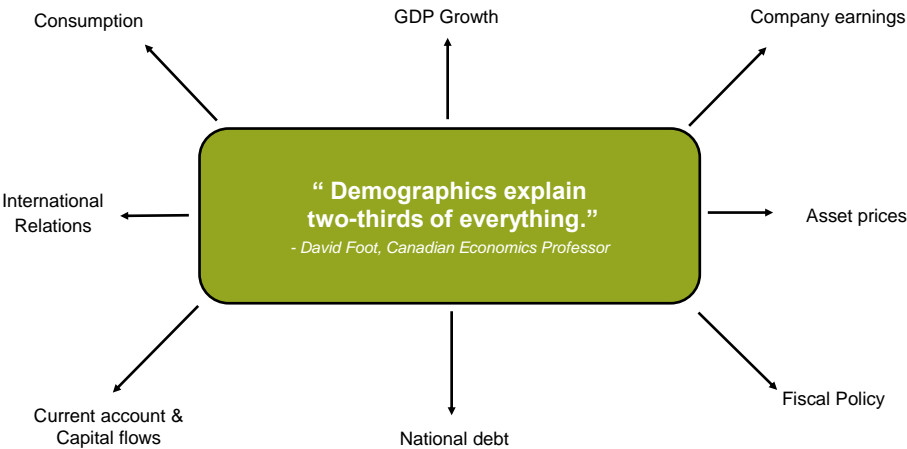 Consumption
GDP Growth
Company earnings
“ Demographics explain
two-thirds of everything.”
- David Foot, Canadian Economics Professor
International
Relations
Asset prices
Current account &
Capital flows
National debt
Fiscal Policy